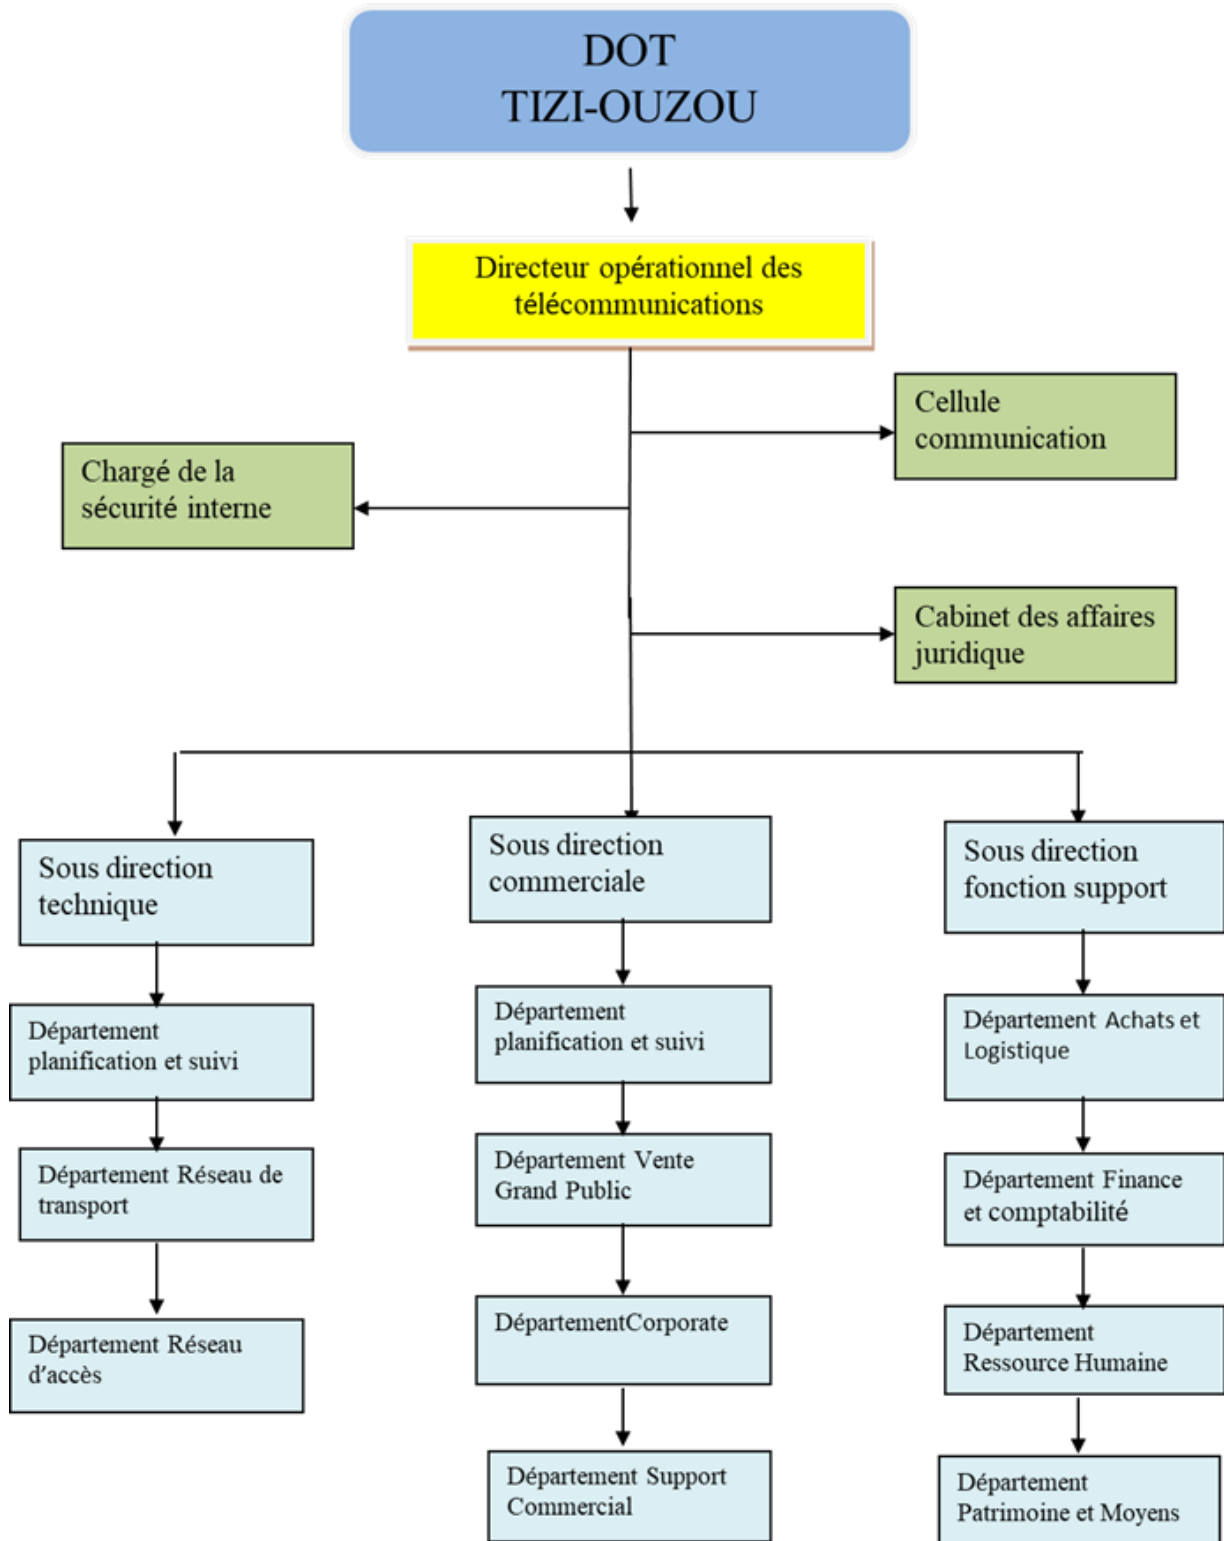 DOT
TIZI-OUZOU
Directeur opérationnel des
télécommunications
Cellule
communication
Chargé de la
sécurité interne
Cabinet des affaires
juridique
Sous direction
technique
Département
planification et suivi
Département Réseau de
transport
Département Réseau
d'accès
Sous direction
commerciale
Département
planification et suivi
Département Vente
Grand Public
DépartementCorporate
Département Support
Commercial
Sous direction
fonction support
Département Achats et
Logistique
Département Finance
et comptabilité
Département
Ressource Humaine
Département
Patrimoine et Moyens